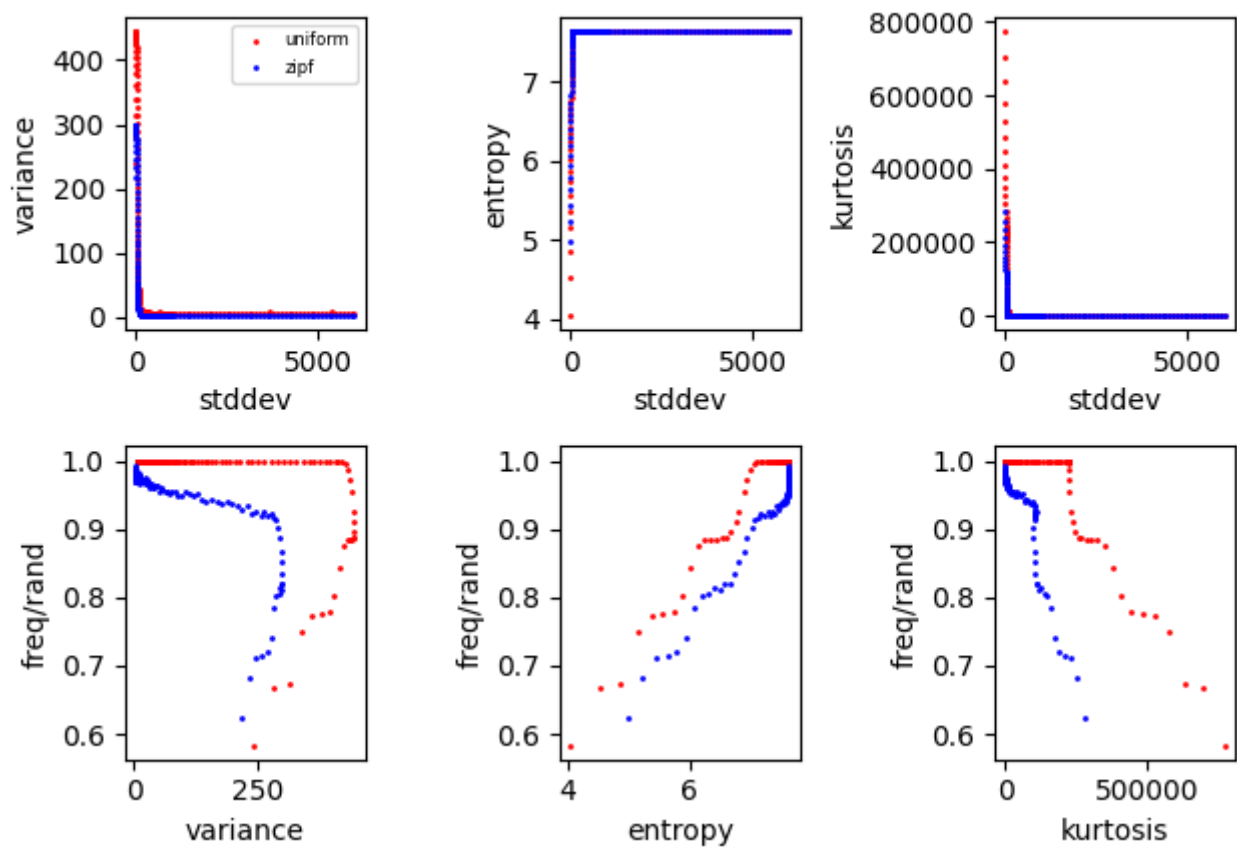 400
300
200
100
0
variance
0
5000
stddev
uniform
zipf
7
6
5
4
entropy
0
5000
stddev
800000
600000
400000
200000
0
kurtosis
0
5000
stddev
1.0
0.9
0.8
0.7
0.6
freq/rand
0
250
variance
1.0
0.9
0.8
0.7
0.6
freq/rand
4
6
entropy
1.0
0.9
0.8
0.7
0.6
freq/rand
0
500000
kurtosis